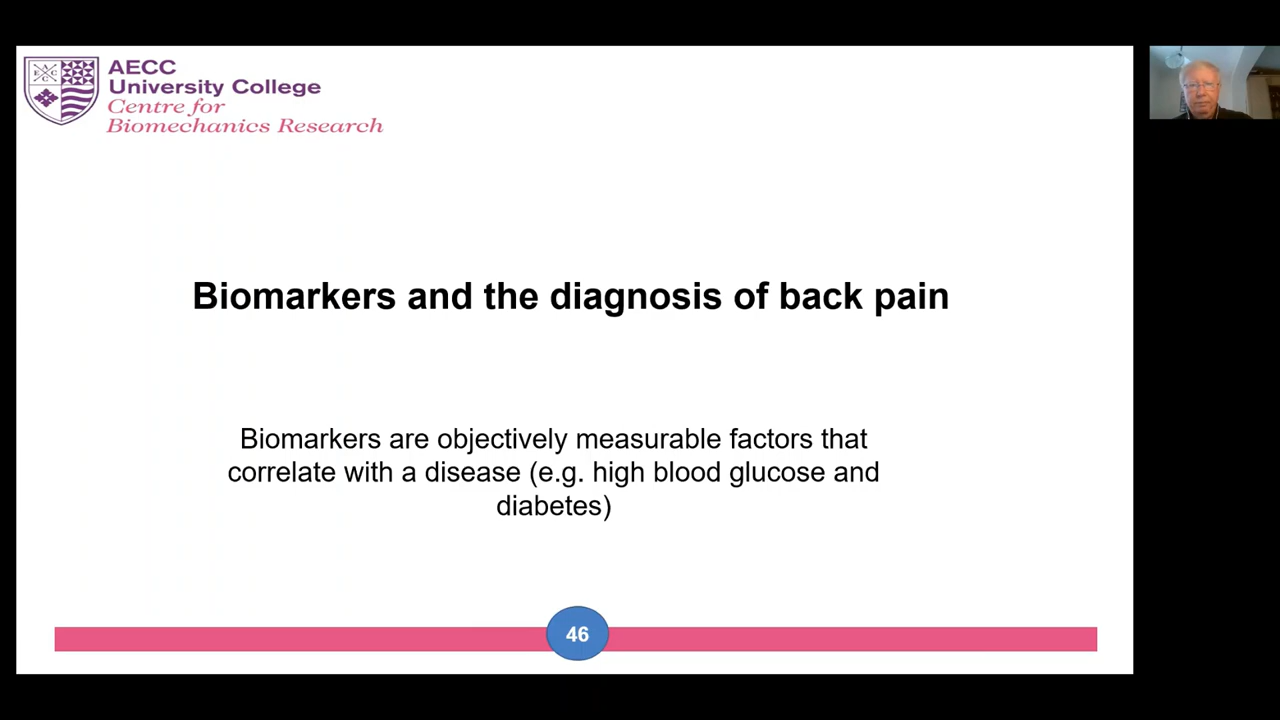 AECC
University College
Centre for
Biomechanics Research
Biomarkers and the diagnosis of back pain
Biomarkers are objectively measurable factors that
correlate with a disease (e.g. high blood glucose and
diabetes)
46